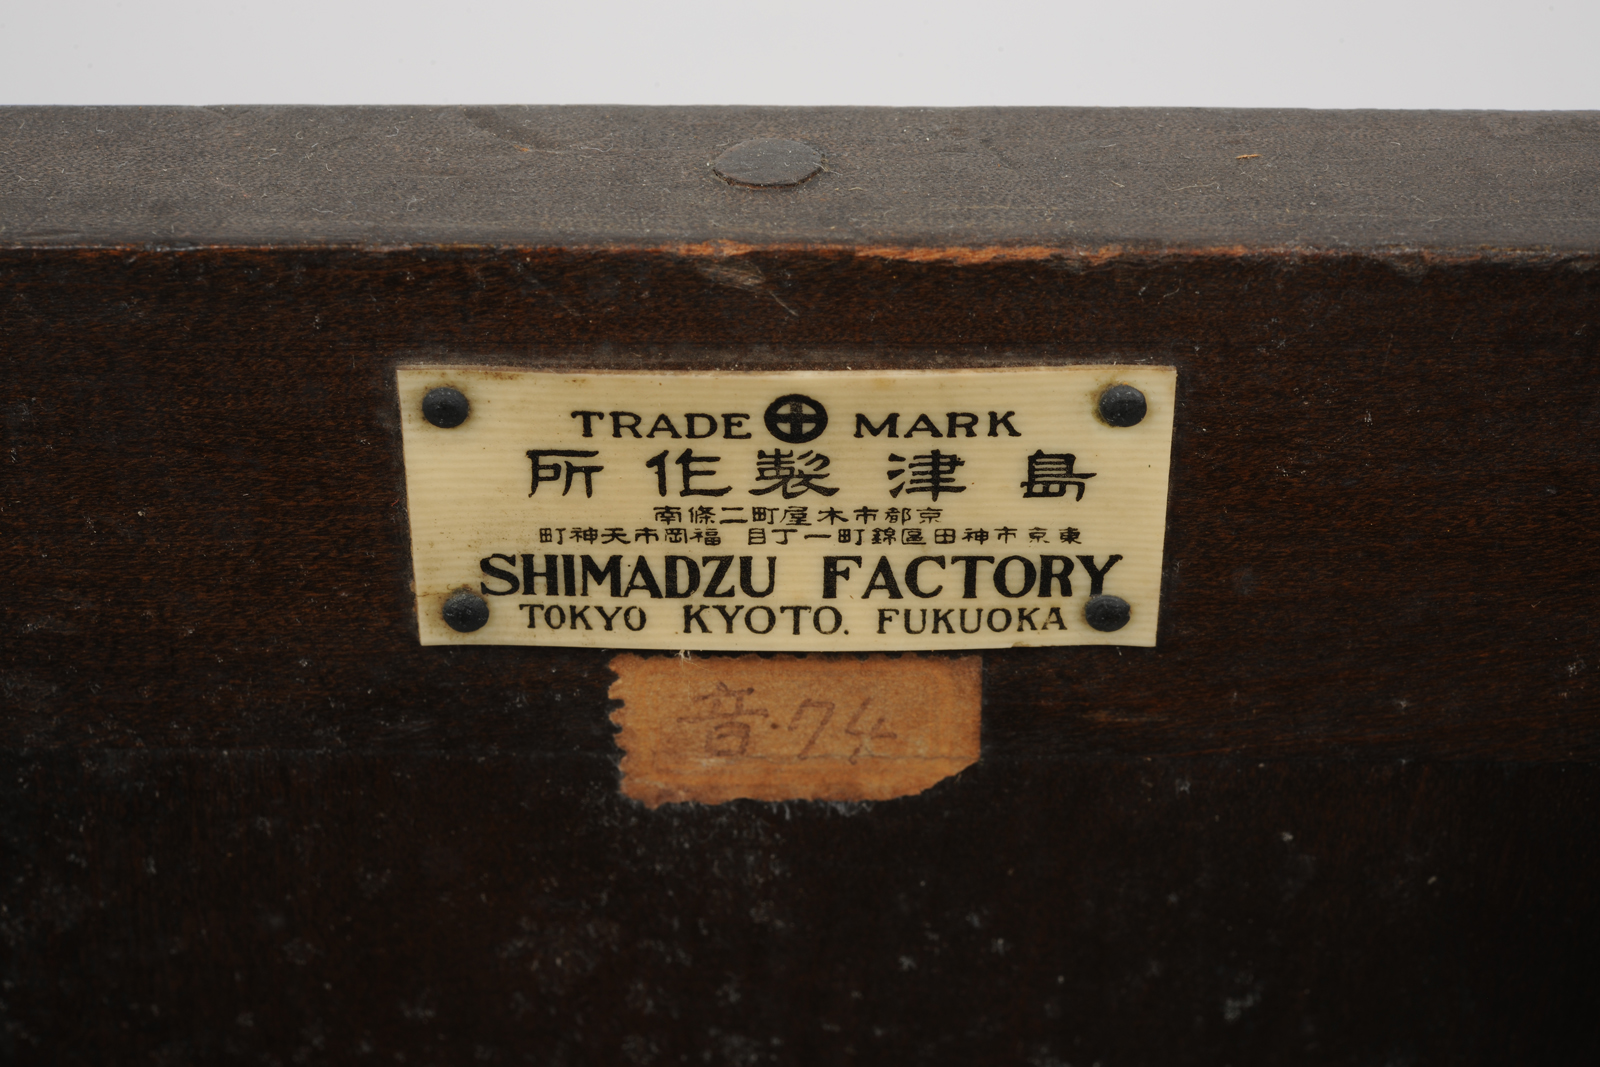 TRADE MARK
島津製作所
京都市木屋町二條南
東京市神田區錦町一丁目 福岡市天神町
SHIMADZU FACTORY
TOKYO KYOTO. FUKUOKA
音・74